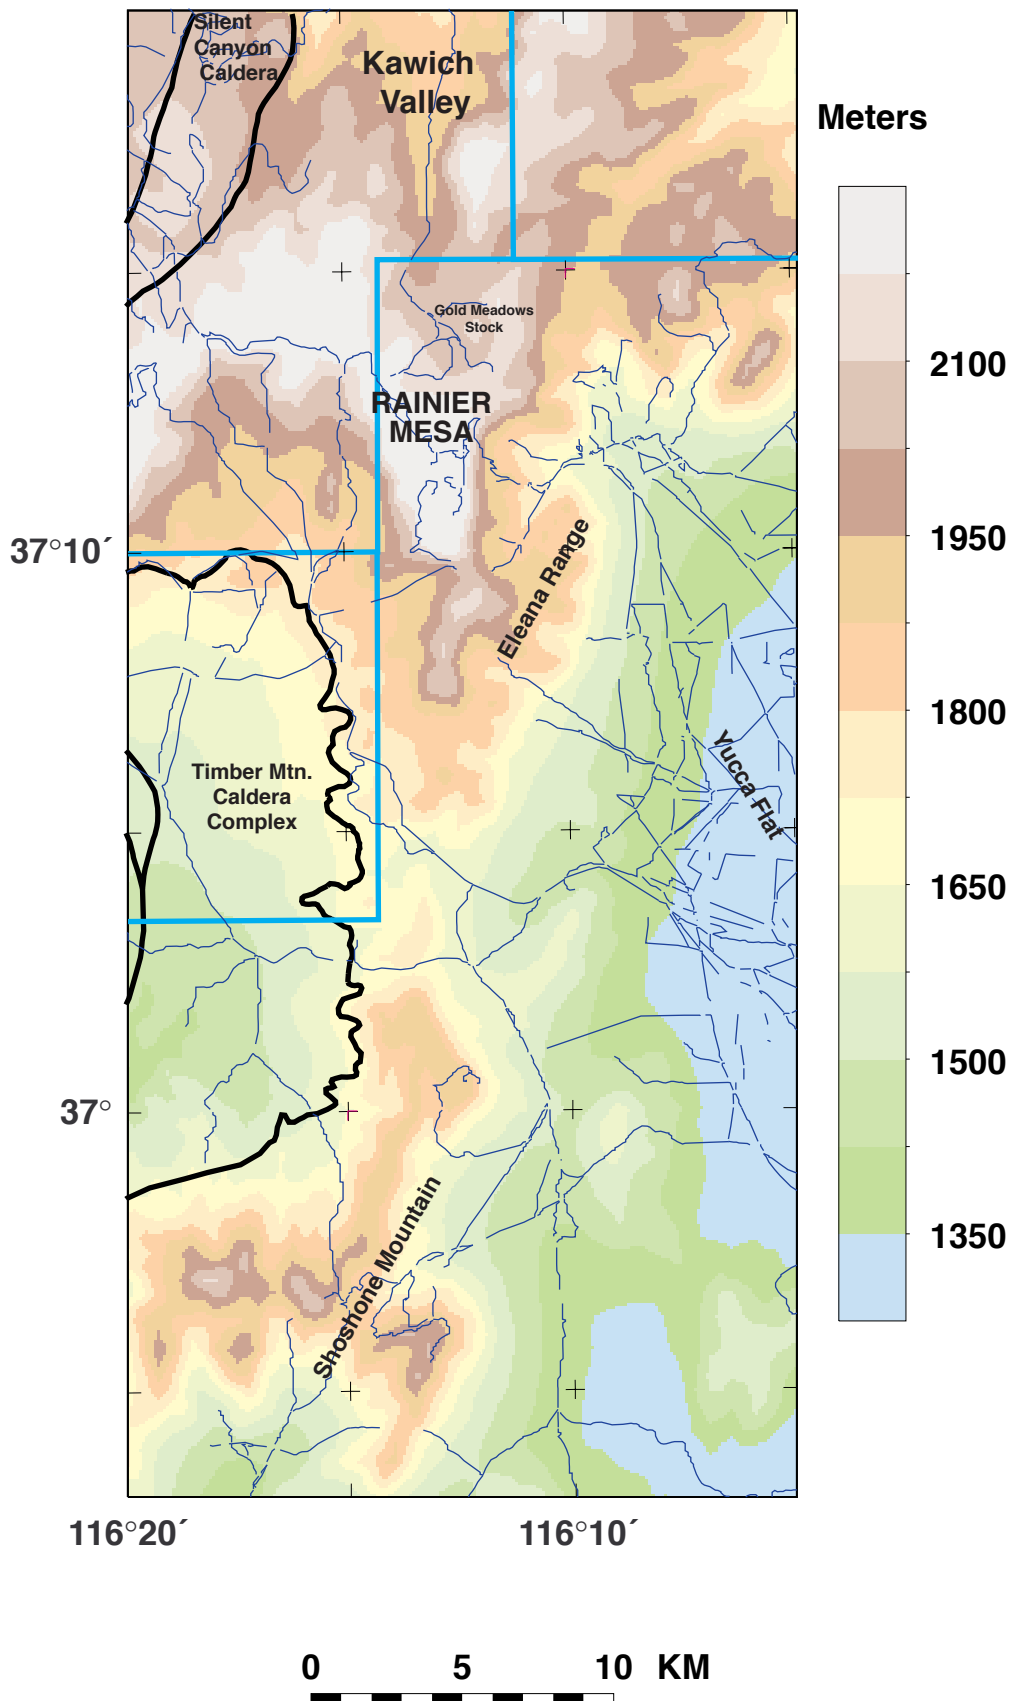 Silent
Canyon
Caldera
Kawich
Valley
Meters
Gold Meadows
Stock
2100
RAINIER
MESA
1950
37°10´
Eleana Range
1800
Yucca Flat
Timber Mtn.
Caldera
Complex
1650
1500
37°
1350
Shoshone Mountain
116°20´
116°10´
0 5 10 KM